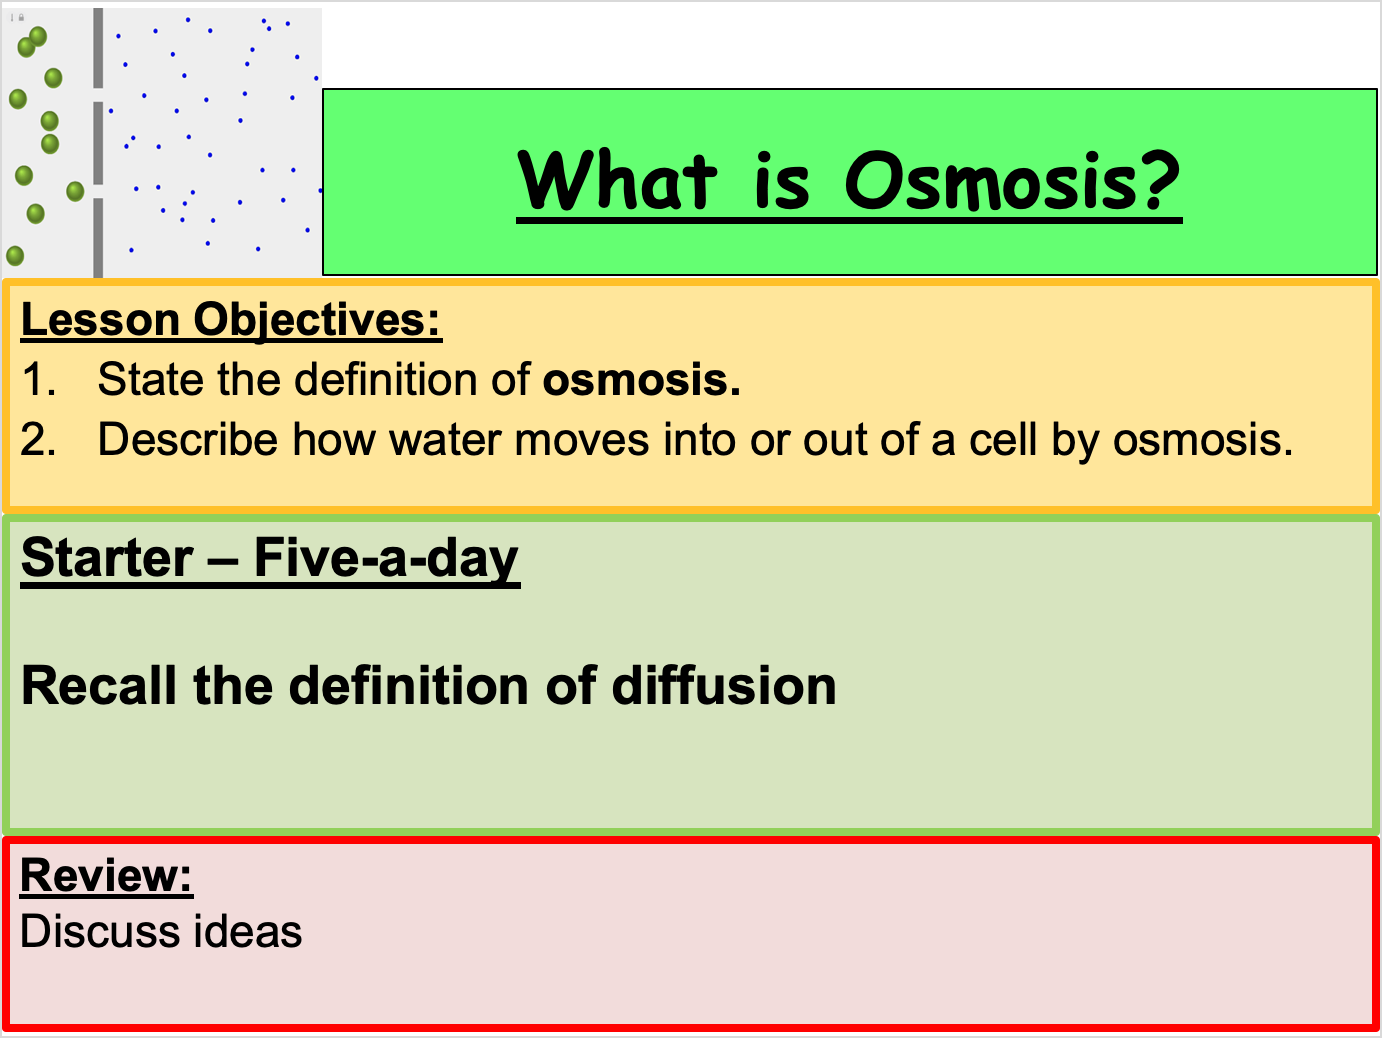 What is Osmosis?
Lesson Objectives:
1. State the definition of osmosis.
2. Describe how water moves into or out of a cell by osmosis.
Starter – Five-a-day
Recall the definition of diffusion
Review:
Discuss ideas